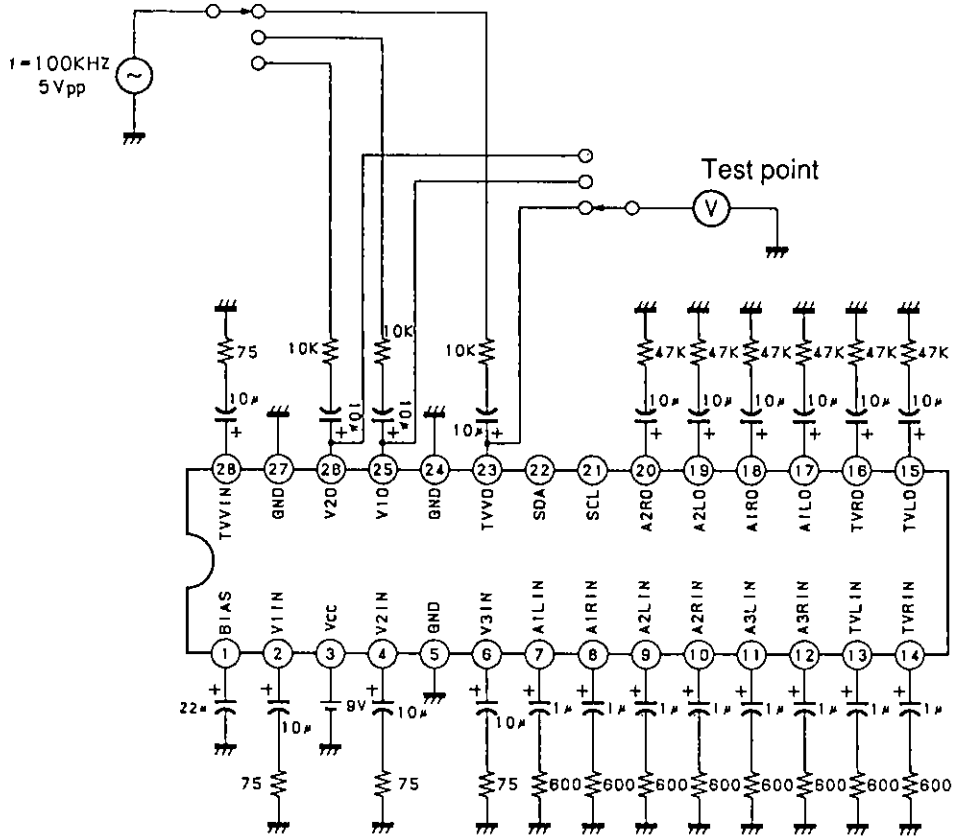 f=100KHZ
5Vpp
~
Test point
V
75
10K
10K
10K
47K
47K
47K
47K
47K
47K
10μ
10μ
10μ
10μ
10μ
10μ
10μ
10μ
10μ
10μ
+
+
+
+
+
+
+
+
+
+
28
27
26
25
24
23
22
21
20
19
18
17
16
15
TVVIN
GND
V2O
V1O
GND
TVVO
SDA
SCL
A2RO
A2LO
A1RO
A1LO
TVRO
TVLO
BIAS
V1IN
Vcc
V2IN
GND
V3IN
A1LIN
A1RIN
A2LIN
A2RIN
A3LIN
A3RIN
TVLIN
TVRIN
1
2
3
4
5
6
7
8
9
10
11
12
13
14
+
+
+
+
+
+
+
+
+
+
+
+
22μ
10μ
9V
10μ
10μ
1μ
1μ
1μ
1μ
1μ
1μ
1μ
1μ
75
75
75
600
600
600
600
600
600
600
600